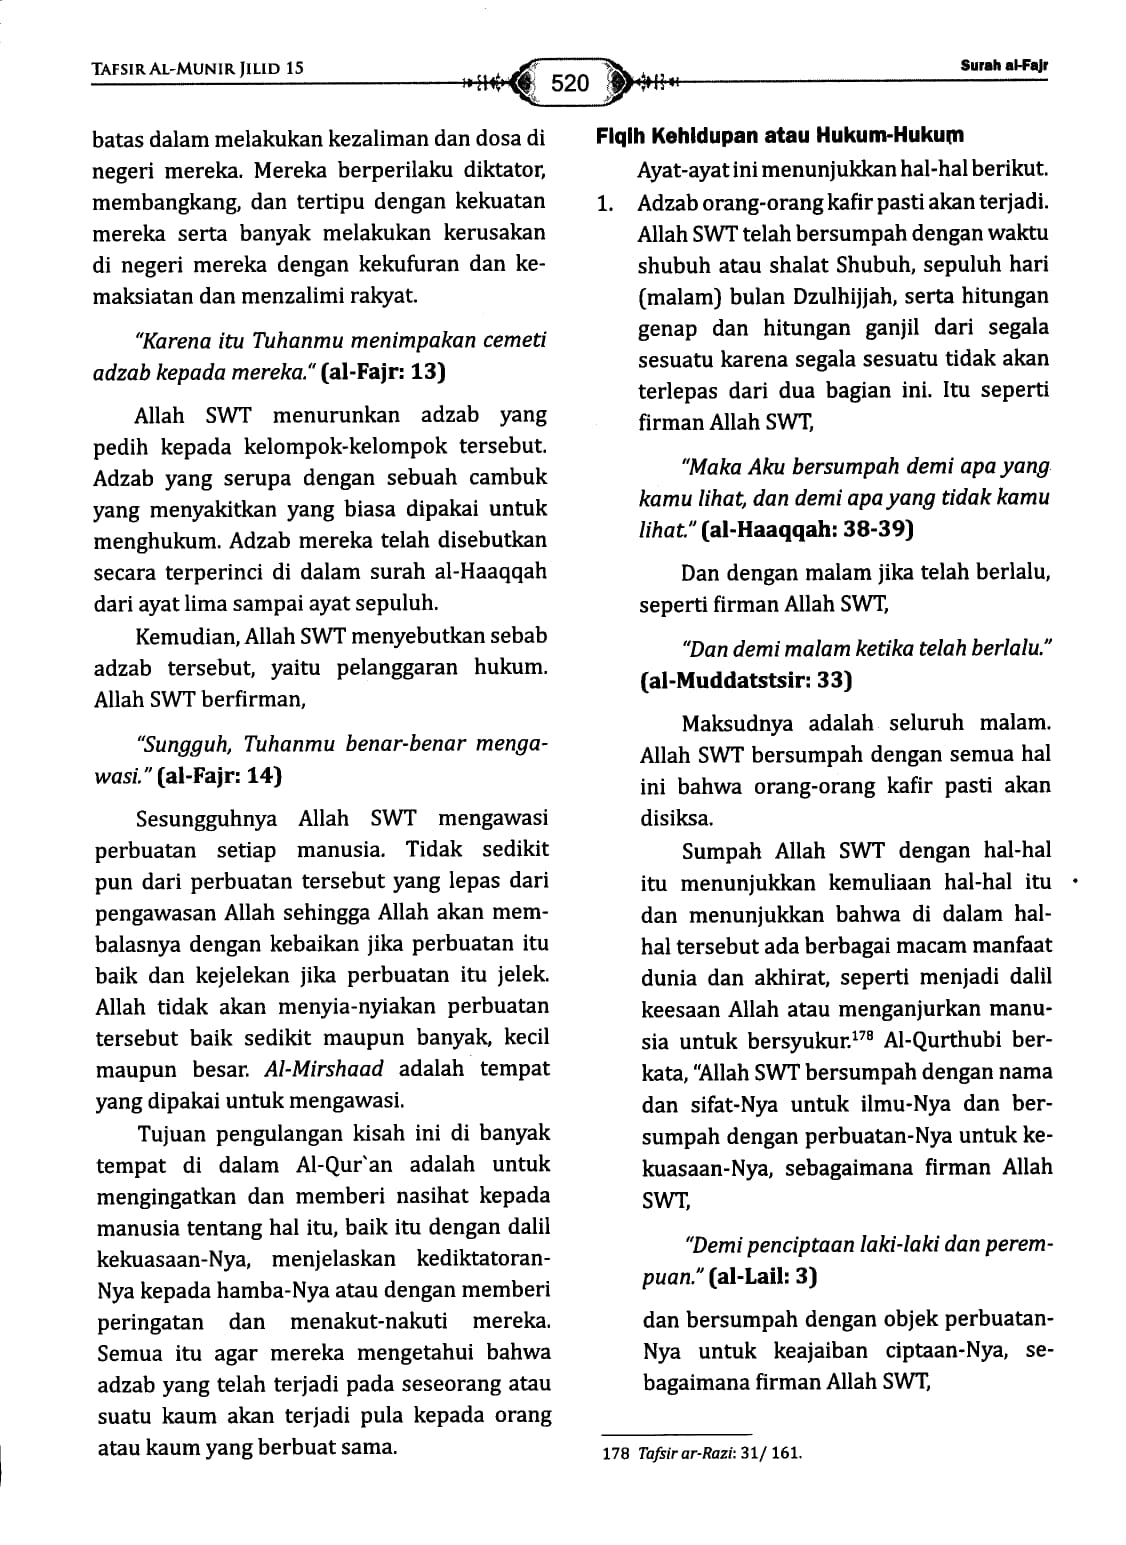 TAFSIR AL-MUNIR JILID 15
520
Surah al-Fajr
batas dalam melakukan kezaliman dan dosa di
negeri mereka. Mereka berperilaku diktator,
membangkang, dan tertipu dengan kekuatan
mereka serta banyak melakukan kerusakan
di negeri mereka dengan kekufuran dan ke-
maksiatan dan menzalimi rakyat.
“Karena itu Tuhanmu menimpakan cemeti
adzab kepada mereka.“ (al-Fajr: 13)
Allah SWT menurunkan adzab yang
pedih kepada kelompok-kelompok tersebut.
Adzab yang serupa dengan sebuah cambuk
yang menyakitkan yang biasa dipakai untuk
menghukum. Adzab mereka telah disebutkan
secara terperinci di dalam surah al-Haaqqah
dari ayat lima sampai ayat sepuluh.
Kemudian, Allah SWT menyebutkan sebab
adzab tersebut, yaitu pelanggaran hukum.
Allah SWT berfirman,
“Sungguh, Tuhanmu benar-benar menga-
wasi.” (al-Fajr: 14)
Sesungguhnya Allah SWT mengawasi
perbuatan setiap manusia. Tidak sedikit
pun dari perbuatan tersebut yang lepas dari
pengawasan Allah sehingga Allah akan mem-
balasnya dengan kebaikan jika perbuatan itu
baik dan kejelekan jika perbuatan itu jelek.
Allah tidak akan menyia-nyiakan perbuatan
tersebut baik sedikit maupun banyak, kecil
maupun besar. Al-Mirshaad adalah tempat
yang dipakai untuk mengawasi.
Tujuan pengulangan kisah ini di banyak
tempat di dalam Al-Qur`an adalah untuk
mengingatkan dan memberi nasihat kepada
manusia tentang hal itu, baik itu dengan dalil
kekuasaan-Nya, menjelaskan kediktatoran-
Nya kepada hamba-Nya atau dengan memberi
peringatan dan menakut-nakuti mereka.
Semua itu agar mereka mengetahui bahwa
adzab yang telah terjadi pada seseorang atau
suatu kaum akan terjadi pula kepada orang
atau kaum yang berbuat sama.
Fiqih Kehidupan atau Hukum-Hukum
Ayat-ayat ini menunjukkan hal-hal berikut.
1. Adzab orang-orang kafir pasti akan terjadi.
Allah SWT telah bersumpah dengan waktu
shubuh atau shalat Shubuh, sepuluh hari
(malam) bulan Dzulhijjah, serta hitungan
genap dan hitungan ganjil dari segala
sesuatu karena segala sesuatu tidak akan
terlepas dari dua bagian ini. Itu seperti
firman Allah SWT,
“Maka Aku bersumpah demi apa yang
kamu lihat, dan demi apa yang tidak kamu
lihat.” (al-Haaqqah: 38-39)
Dan dengan malam jika telah berlalu,
seperti firman Allah SWT,
“Dan demi malam ketika telah berlalu.”
(al-Muddatstsir: 33)
Maksudnya adalah seluruh malam.
Allah SWT bersumpah dengan semua hal
ini bahwa orang-orang kafir pasti akan
disiksa.
Sumpah Allah SWT dengan hal-hal
itu menunjukkan kemuliaan hal-hal itu
dan menunjukkan bahwa di dalam hal-
hal tersebut ada berbagai macam manfaat
dunia dan akhirat, seperti menjadi dalil
keesaan Allah atau menganjurkan manu-
sia untuk bersyukur.¹⁷⁸ Al-Qurthubi ber-
kata, “Allah SWT bersumpah dengan nama
dan sifat-Nya untuk ilmu-Nya dan ber-
sumpah dengan perbuatan-Nya untuk ke-
kuasaan-Nya, sebagaimana firman Allah
SWT,
“Demi penciptaan laki-laki dan perem-
puan.” (al-Lail: 3)
dan bersumpah dengan objek perbuatan-
Nya untuk keajaiban ciptaan-Nya, se-
bagaimana firman Allah SWT,
178 Tafsir ar-Razi: 31/ 161.